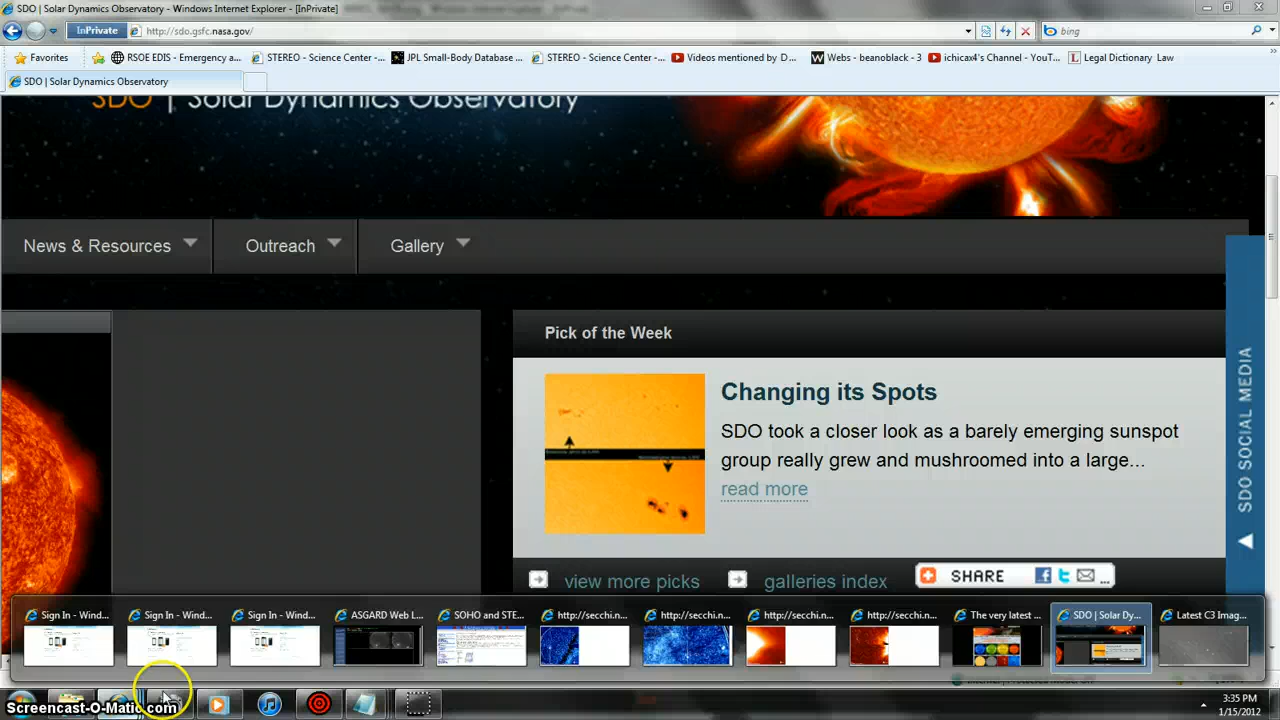 SDO | Solar Dynamics Observatory - Windows Internet Explorer - [InPrivate]
InPrivate http://sdo.gsfc.nasa.gov/ bing
Favorites RSOE EDIS - Emergency a... STEREO - Science Center -... JPL Small-Body Database ... STEREO - Science Center -... Videos mentioned by D... Webs - beanoblack - 3 ichicax4's Channel - YouT... Legal Dictionary Law
SDO | Solar Dynamics Observatory
SDO | Solar Dynamics Observatory
News & Resources Outreach Gallery
Pick of the Week
Changing its Spots
SDO took a closer look as a barely emerging sunspot
group really grew and mushroomed into a large...
read more
SDO SOCIAL MEDIA
view more picks galleries index SHARE ...
Sign In - Wind... Sign In - Wind... Sign In - Wind... ASGARD Web L... SOHO and STE... http://secchi.n... http://secchi.n... http://secchi.n... http://secchi.n... The very latest ... SDO | Solar Dy... Latest C3 Imag...
3:35 PM
Screencast-O-Matic.com
1/15/2012